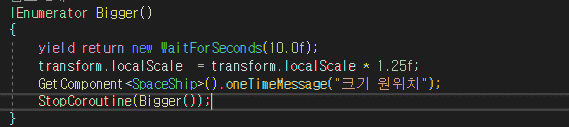 IEnumerator Bigger()
{
yield return new WaitForSeconds(10.0f);
transform.localScale = transform.localScale * 1.25f;
GetComponent<SpaceShip>().oneTimeMessage("크기 원위치");
StopCoroutine(Bigger());
}